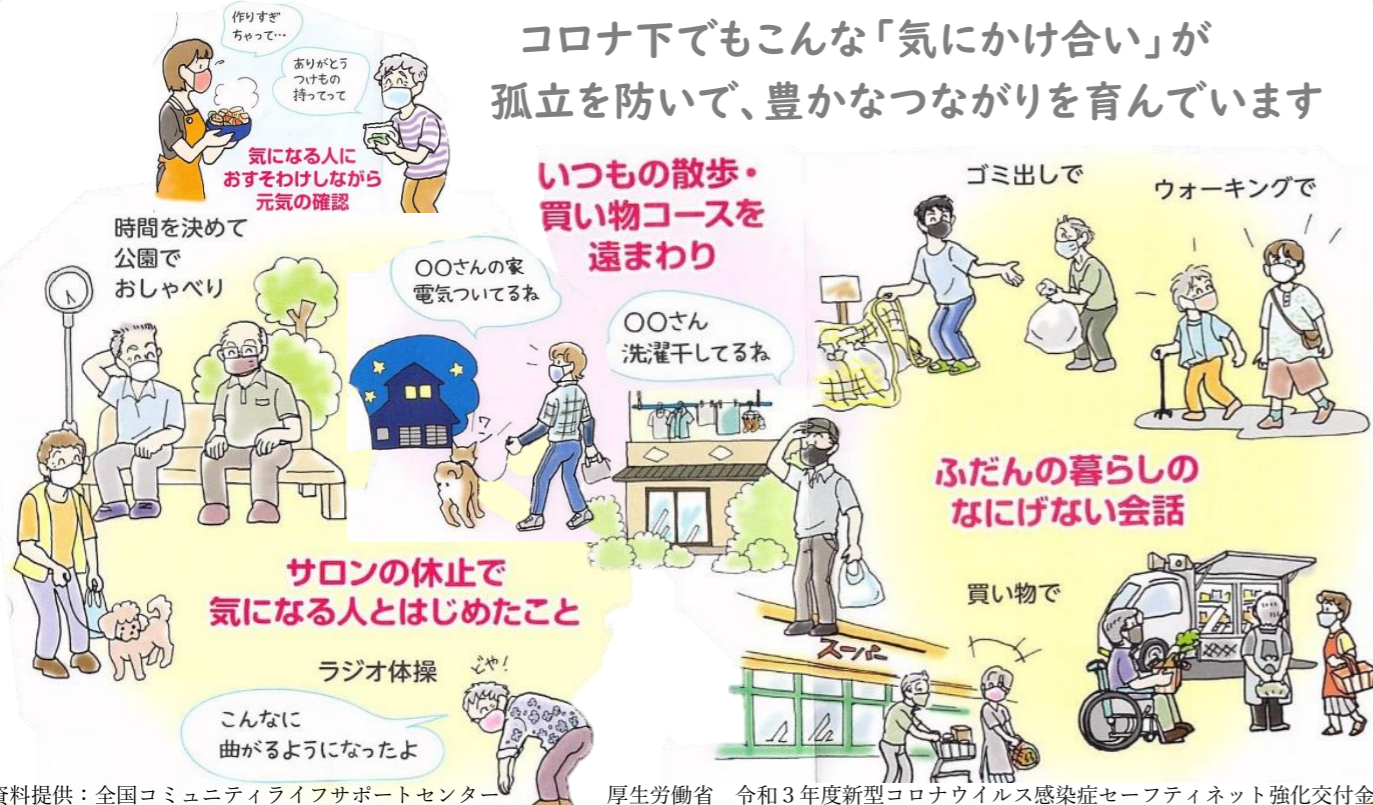 コロナ下でもこんな「気にかけ合い」が
孤立を防いで、豊かなつながりを育んでいます
作りすぎ
ちゃって…
ありがとう
つけもの
持ってって
気になる人に
おすそわけしながら
元気の確認
時間を決めて
公園で
おしゃべり
いつもの散歩・
買い物コースを
遠まわり
〇〇さんの家
電気ついてるね
ワン!
〇〇さん
洗濯干してるね
ゴミ出しで
ウォーキングで
ふだんの暮らしの
なにげない会話
買い物で
スーパー
サロンの休止で
気になる人とはじめたこと
ラジオ体操
どや!
こんなに
曲がるようになったよ
資料提供:全国コミュニティライフサポートセンター
厚生労働省 令和3年度新型コロナウイルス感染症セーフティネット強化交付金